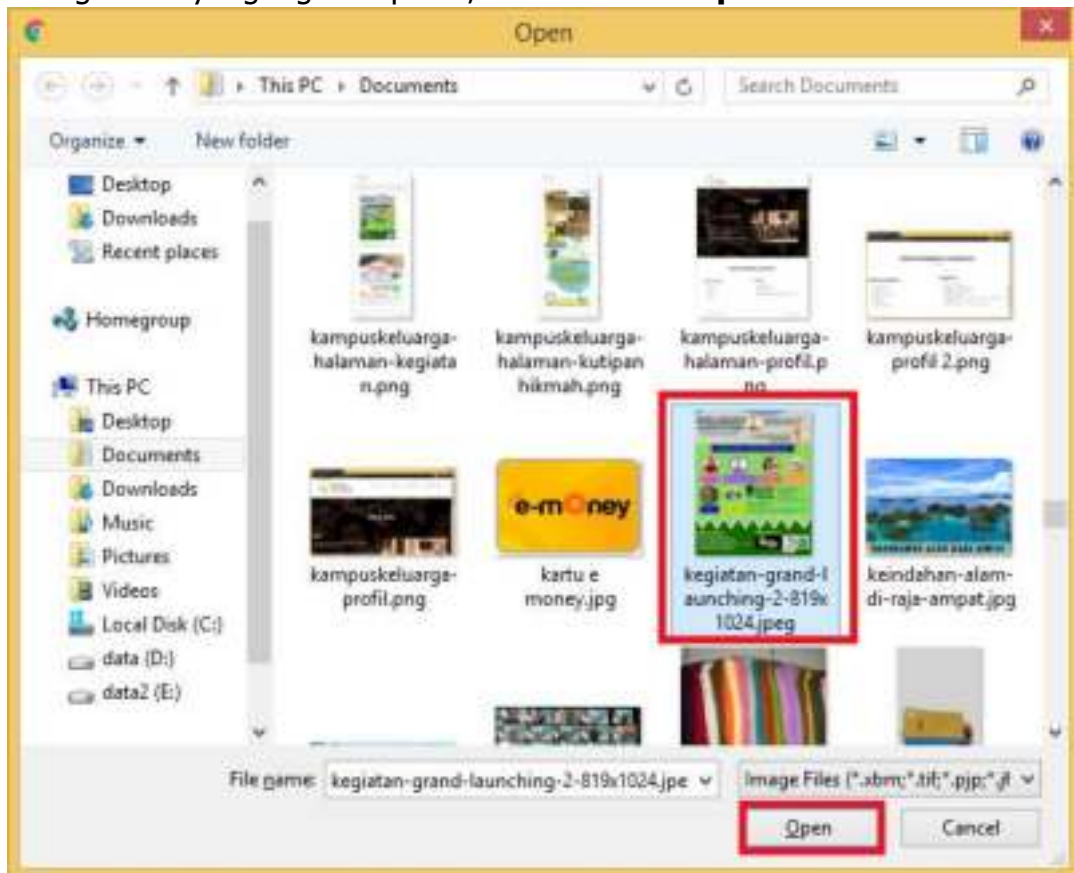 Open
This PC ▸ Documents
Search Documents
Organize
New folder
Desktop
Downloads
Recent places
Homegroup
This PC
Desktop
Documents
Downloads
Music
Pictures
Videos
Local Disk (C:)
data (D:)
data2 (E:)
kampuskeluarga-
halaman-kegiata
n.png
kampuskeluarga-
halaman-kutipan
hikmah.png
kampuskeluarga-
halaman-profil.p
ng
kampuskeluarga-
profil 2.png
kampuskeluarga-
profil.png
e-money
kartu e
money.jpg
kegiatan-grand-l
aunching-2-819x
1024.jpeg
keindahan-alam-
di-raja-ampat.jpg
File name: kegiatan-grand-launching-2-819x1024.jpe
Image Files (*.xbm;*.tif;*.pjp;*.jf
Open
Cancel